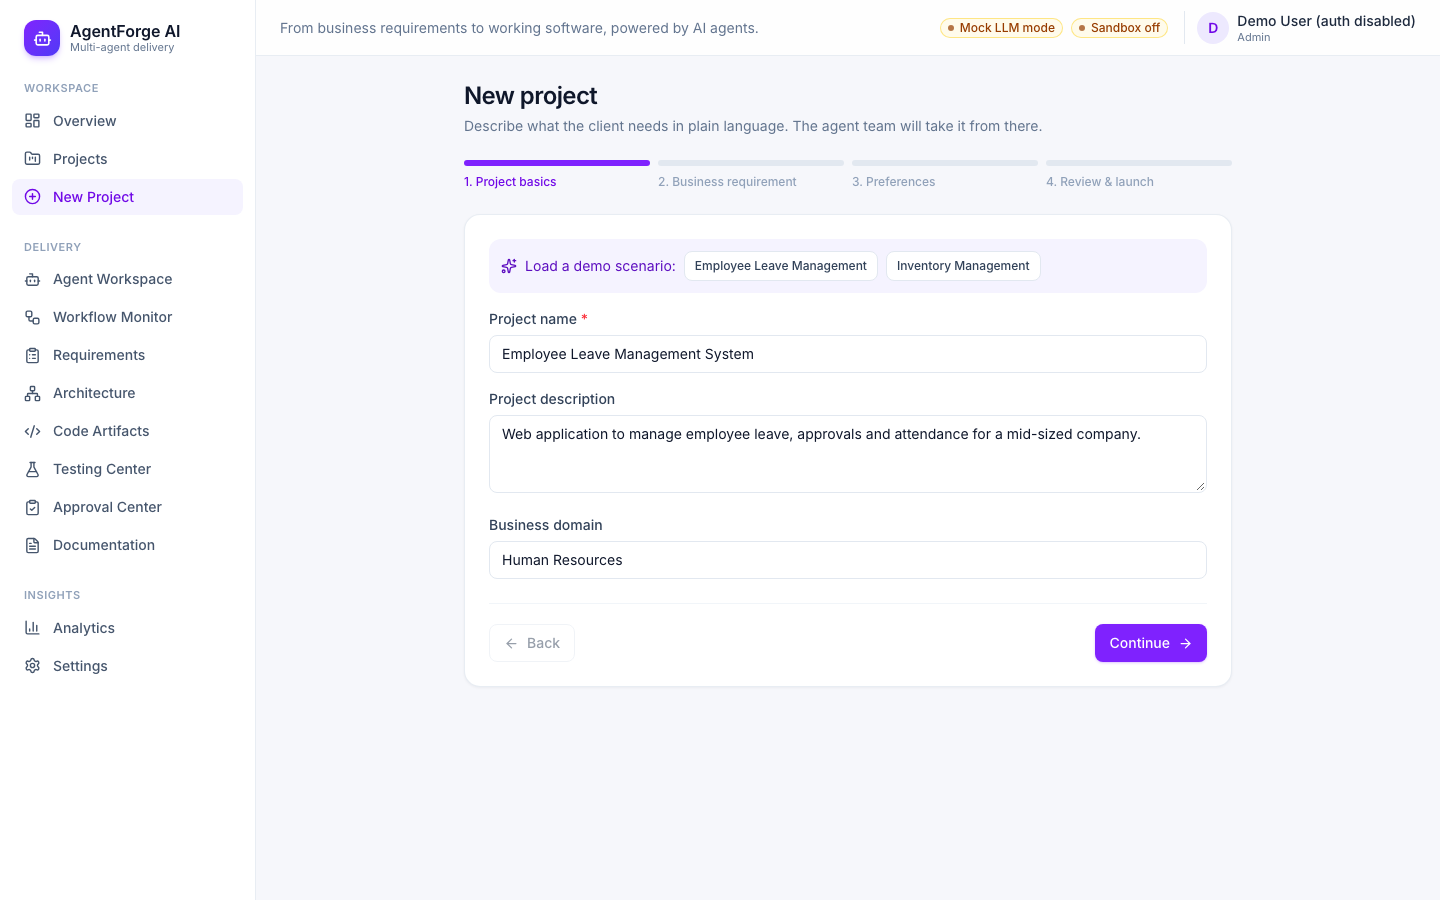 AgentForge AI
Multi-agent delivery
WORKSPACE
Overview
Projects
New Project
DELIVERY
Agent Workspace
Workflow Monitor
Requirements
Architecture
Code Artifacts
Testing Center
Approval Center
Documentation
INSIGHTS
Analytics
Settings
From business requirements to working software, powered by AI agents.
Mock LLM mode
Sandbox off
D
Demo User (auth disabled)
Admin
New project
Describe what the client needs in plain language. The agent team will take it from there.
1. Project basics
2. Business requirement
3. Preferences
4. Review & launch
Load a demo scenario:
Employee Leave Management
Inventory Management
Project name *
Employee Leave Management System
Project description
Web application to manage employee leave, approvals and attendance for a mid-sized company.
Business domain
Human Resources
Back
Continue